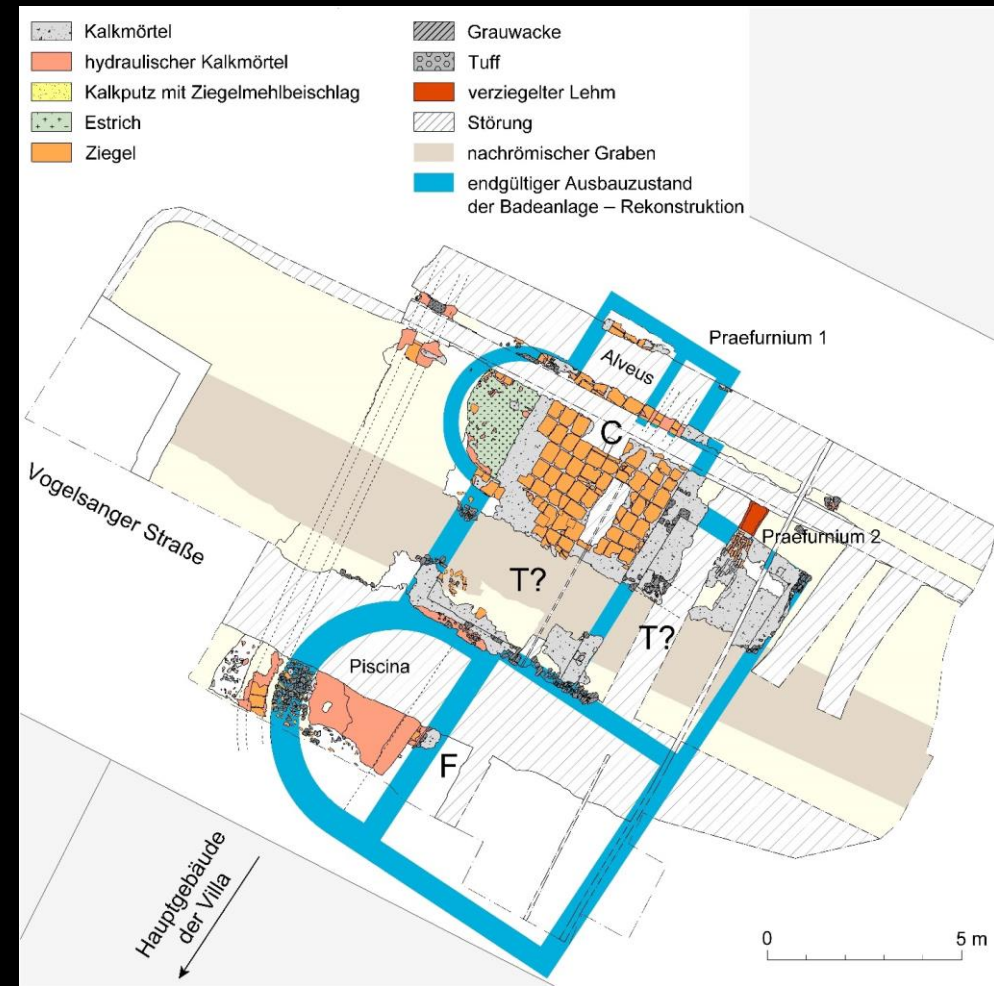 Kalkmörtel
hydraulischer Kalkmörtel
Kalkputz mit Ziegelmehlbeischlag
Estrich
Ziegel
Grauwacke
Tuff
verziegelter Lehm
Störung
nachrömischer Graben
endgültiger Ausbauzustand
der Badeanlage – Rekonstruktion
Praefurnium 1
Alveus
C
Vogelsanger Straße
Praefurnium 2
T?
T?
Piscina
F
Hauptgebäude
der Villa
0 5 m